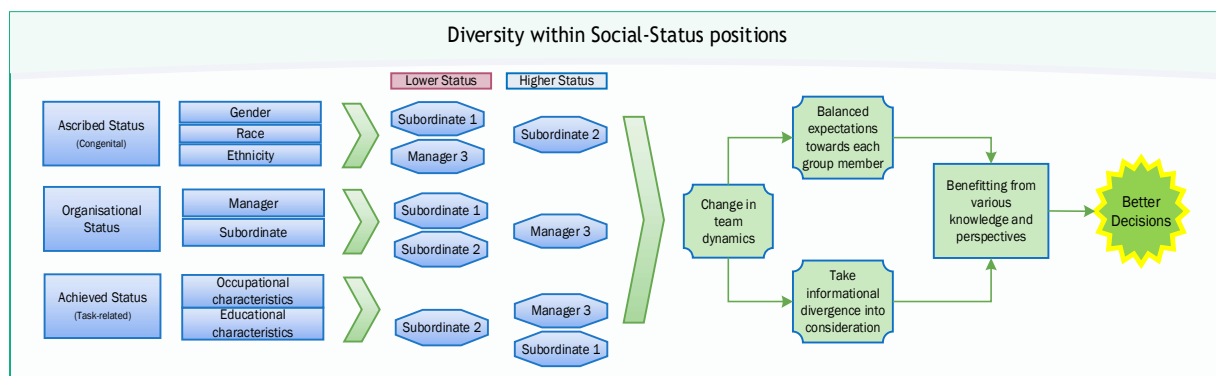 Diversity within Social-Status positions
Lower Status
Higher Status
Ascribed Status
(Congenital)
Gender
Race
Ethnicity
Subordinate 1
Manager 3
Subordinate 2
Organisational
Status
Manager
Subordinate
Subordinate 1
Subordinate 2
Manager 3
Achieved Status
(Task-related)
Occupational
characteristics
Educational
characteristics
Subordinate 2
Manager 3
Subordinate 1
Change in
team
dynamics
Balanced
expectations
towards each
group member
Take
informational
divergence into
consideration
Benefitting from
various
knowledge and
perspectives
Better
Decisions